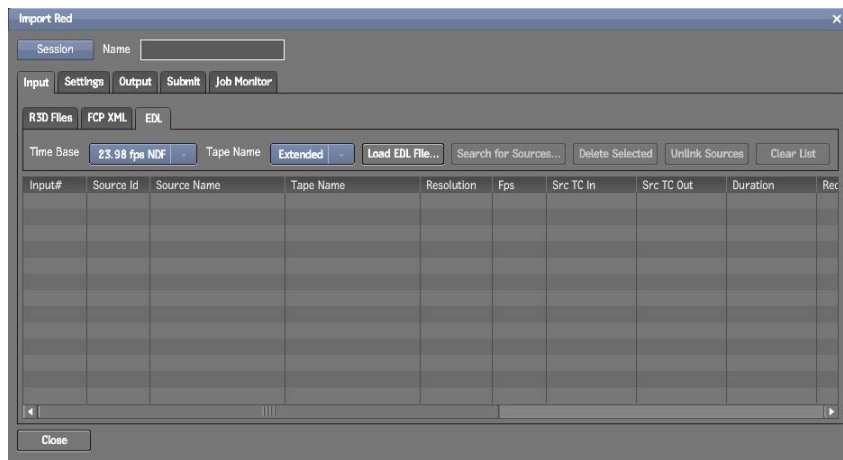 Import Red
Session Name
Input Settings Output Submit Job Monitor
R3D Files FCP XML EDL
Time Base 23.98 fps NDF Tape Name Extended Load EDL File... Search for Sources... Delete Selected Unlink Sources Clear List
Input# Source Id Source Name Tape Name Resolution Fps Src TC In Src TC Out Duration Rec
Close